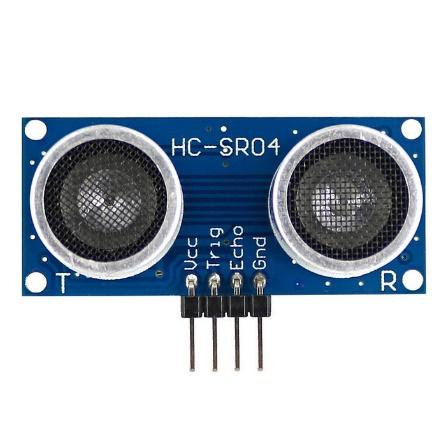 HC-SR04
Vcc
Trig
Echo
Gnd
T
R